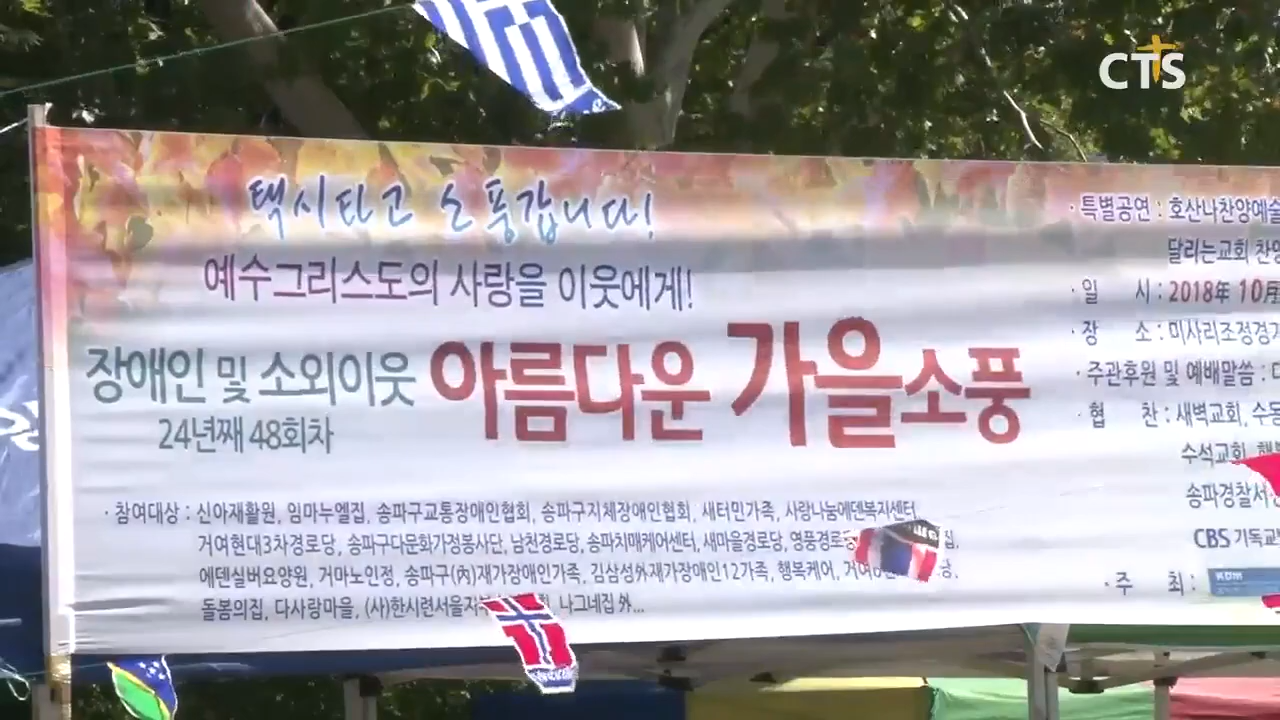 CTS
택시타고 소풍갑니다!
예수그리스도의 사랑을 이웃에게!
장애인 및 소외이웃 아름다운 가을소풍
24년째 48회차
· 참여대상 : 신아재활원, 임마누엘집, 송파구교통장애인협회, 송파구지체장애인협회, 새터민가족, 사랑나눔에덴복지센터,
거여현대3차경로당, 송파구다문화가정봉사단, 남천경로당, 송파치매케어센터, 새마을경로당,
에덴실버요양원, 거마노인정, 송파구(內)재가장애인가족, 김삼성外재가장애인12가족, 행복케어,
돌봄의집, 다사랑마을, 나그네집 外...
· 특별공연 : 호산나찬양예술
달리는교회 찬양
· 일 시 : 2018年 10月
· 장 소 : 미사리조정경기
· 주관후원 및 예배말씀 :
· 협 찬 : 새벽교회, 수동
수석교회,
송파경찰서
CBS 기독교
· 주 최 :